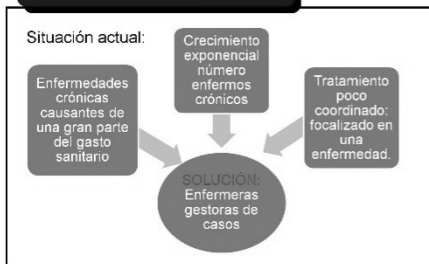 Situación actual:
Enfermedades
crónicas
causantes de
una gran parte
del gasto
sanitario
Crecimiento
exponencial
número
enfermos
crónicos
Tratamiento
poco
coordinado:
focalizado en
una
enfermedad.
SOLUCIÓN:
Enfermeras
gestoras de
casos